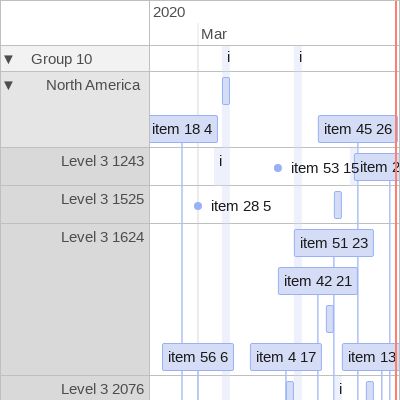 2020
Mar
▼ Group 10 i i
▼ North America
item 18 4 item 45 26
Level 3 1243 i item 53 15 item 2
Level 3 1525
item 28 5
Level 3 1624 item 51 23
item 42 21
item 56 6 item 4 17 item 13
Level 3 2076 i